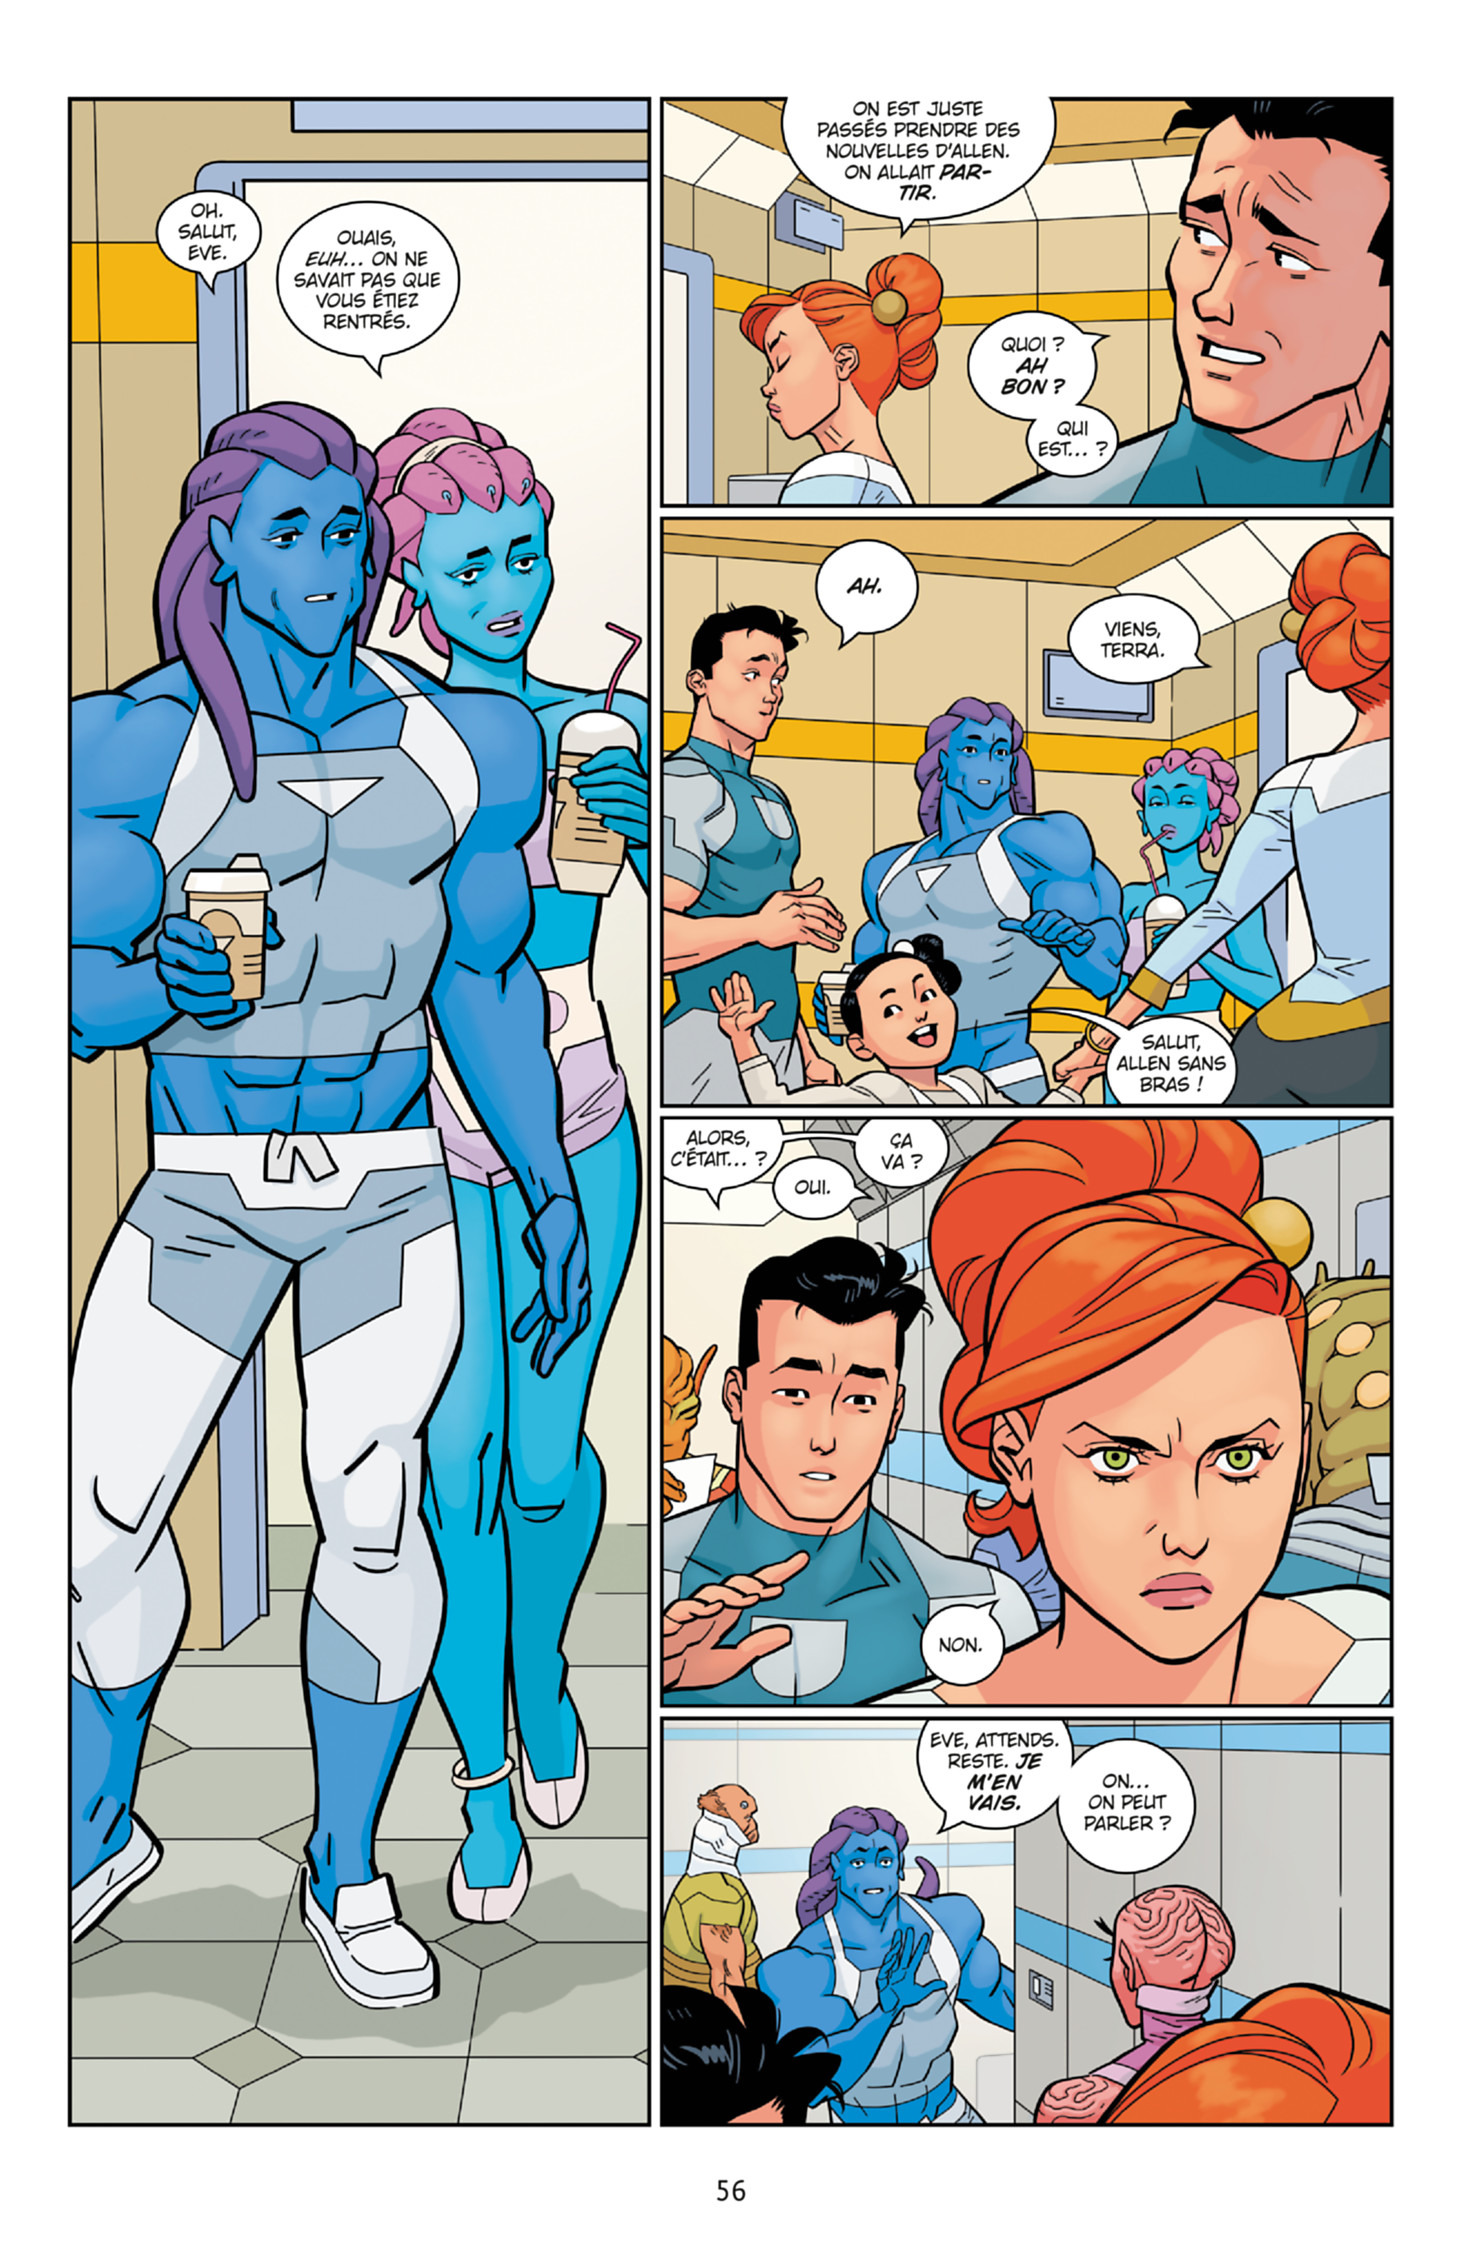 OH.
SALUT,
EVE.
OUAIS,
EUH... ON NE
SAVAIT PAS QUE
VOUS ÉTIEZ
RENTRÉS.
ON EST JUSTE
PASSÉS PRENDRE DES
NOUVELLES D'ALLEN.
ON ALLAIT PAR-
TIR.
QUOI ?
AH
BON ?
QUI
EST... ?
AH.
VIENS,
TERRA.
SALUT,
ALLEN SANS
BRAS !
ALORS,
C'ÉTAIT... ?
ÇA
VA ?
OUI.
NON.
EVE, ATTENDS.
RESTE. JE
M'EN
VAIS.
ON...
ON PEUT
PARLER ?
56